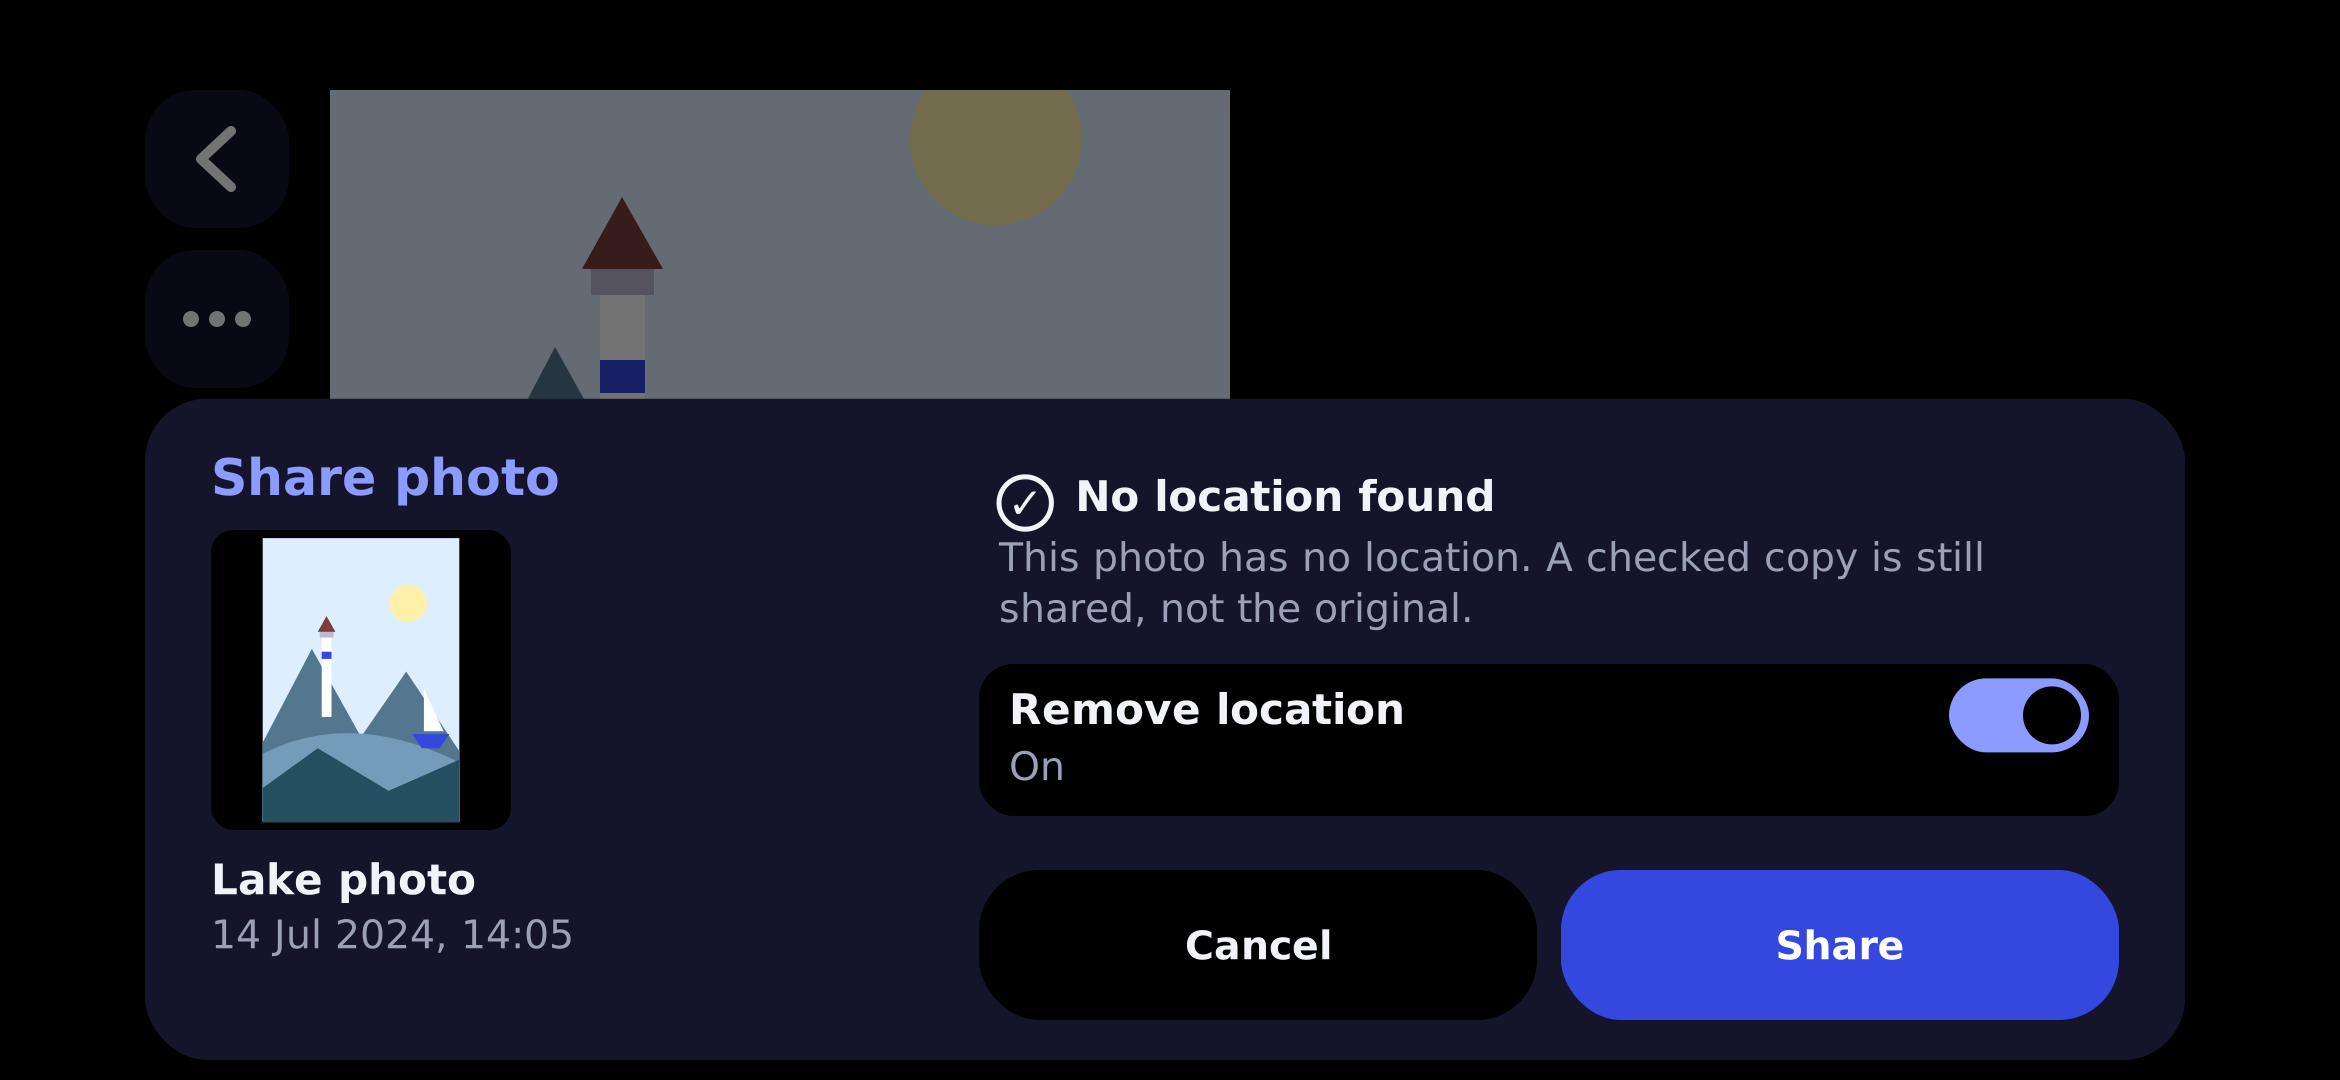 Share photo
Lake photo
14 Jul 2024, 14:05
No location found
This photo has no location. A checked copy is still
shared, not the original.
Remove location
On
Cancel
Share